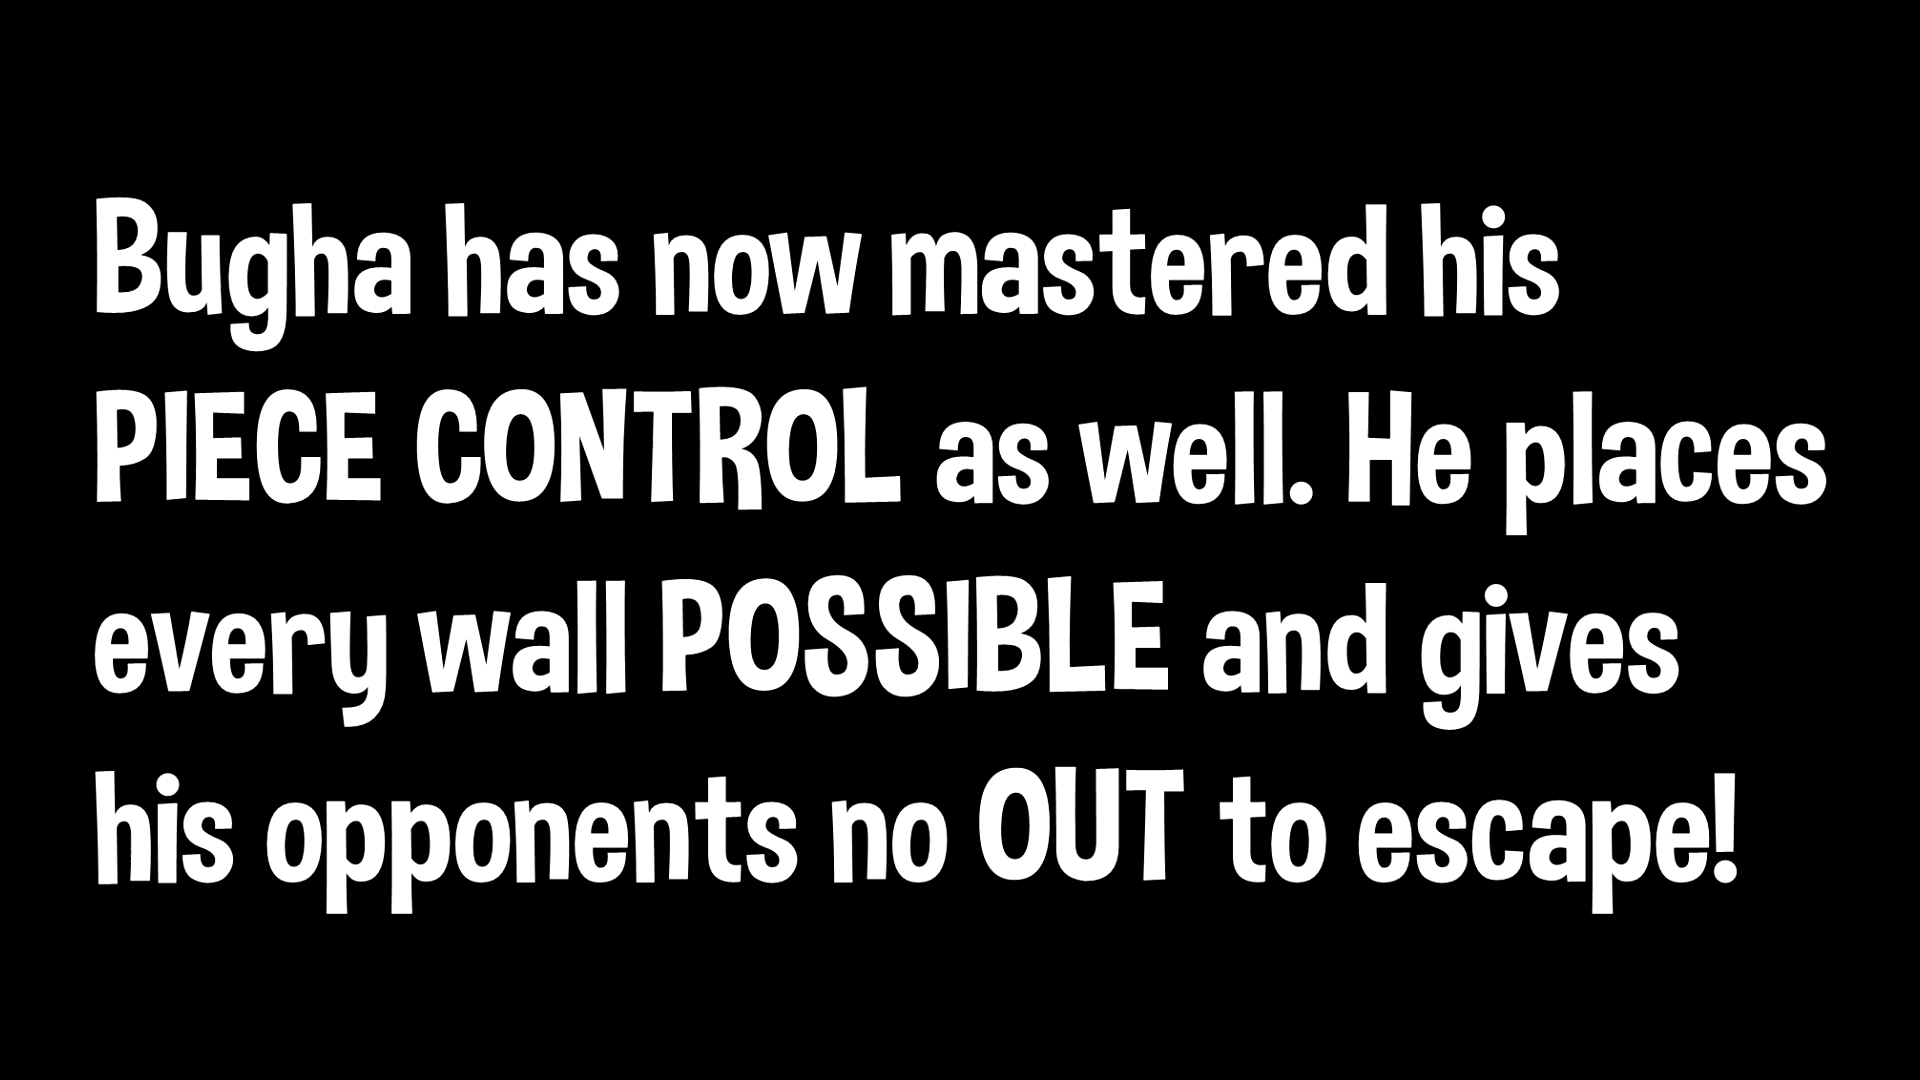 Bugha has now mastered his
PIECE CONTROL as well. He places
every wall POSSIBLE and gives
his opponents no OUT to escape!